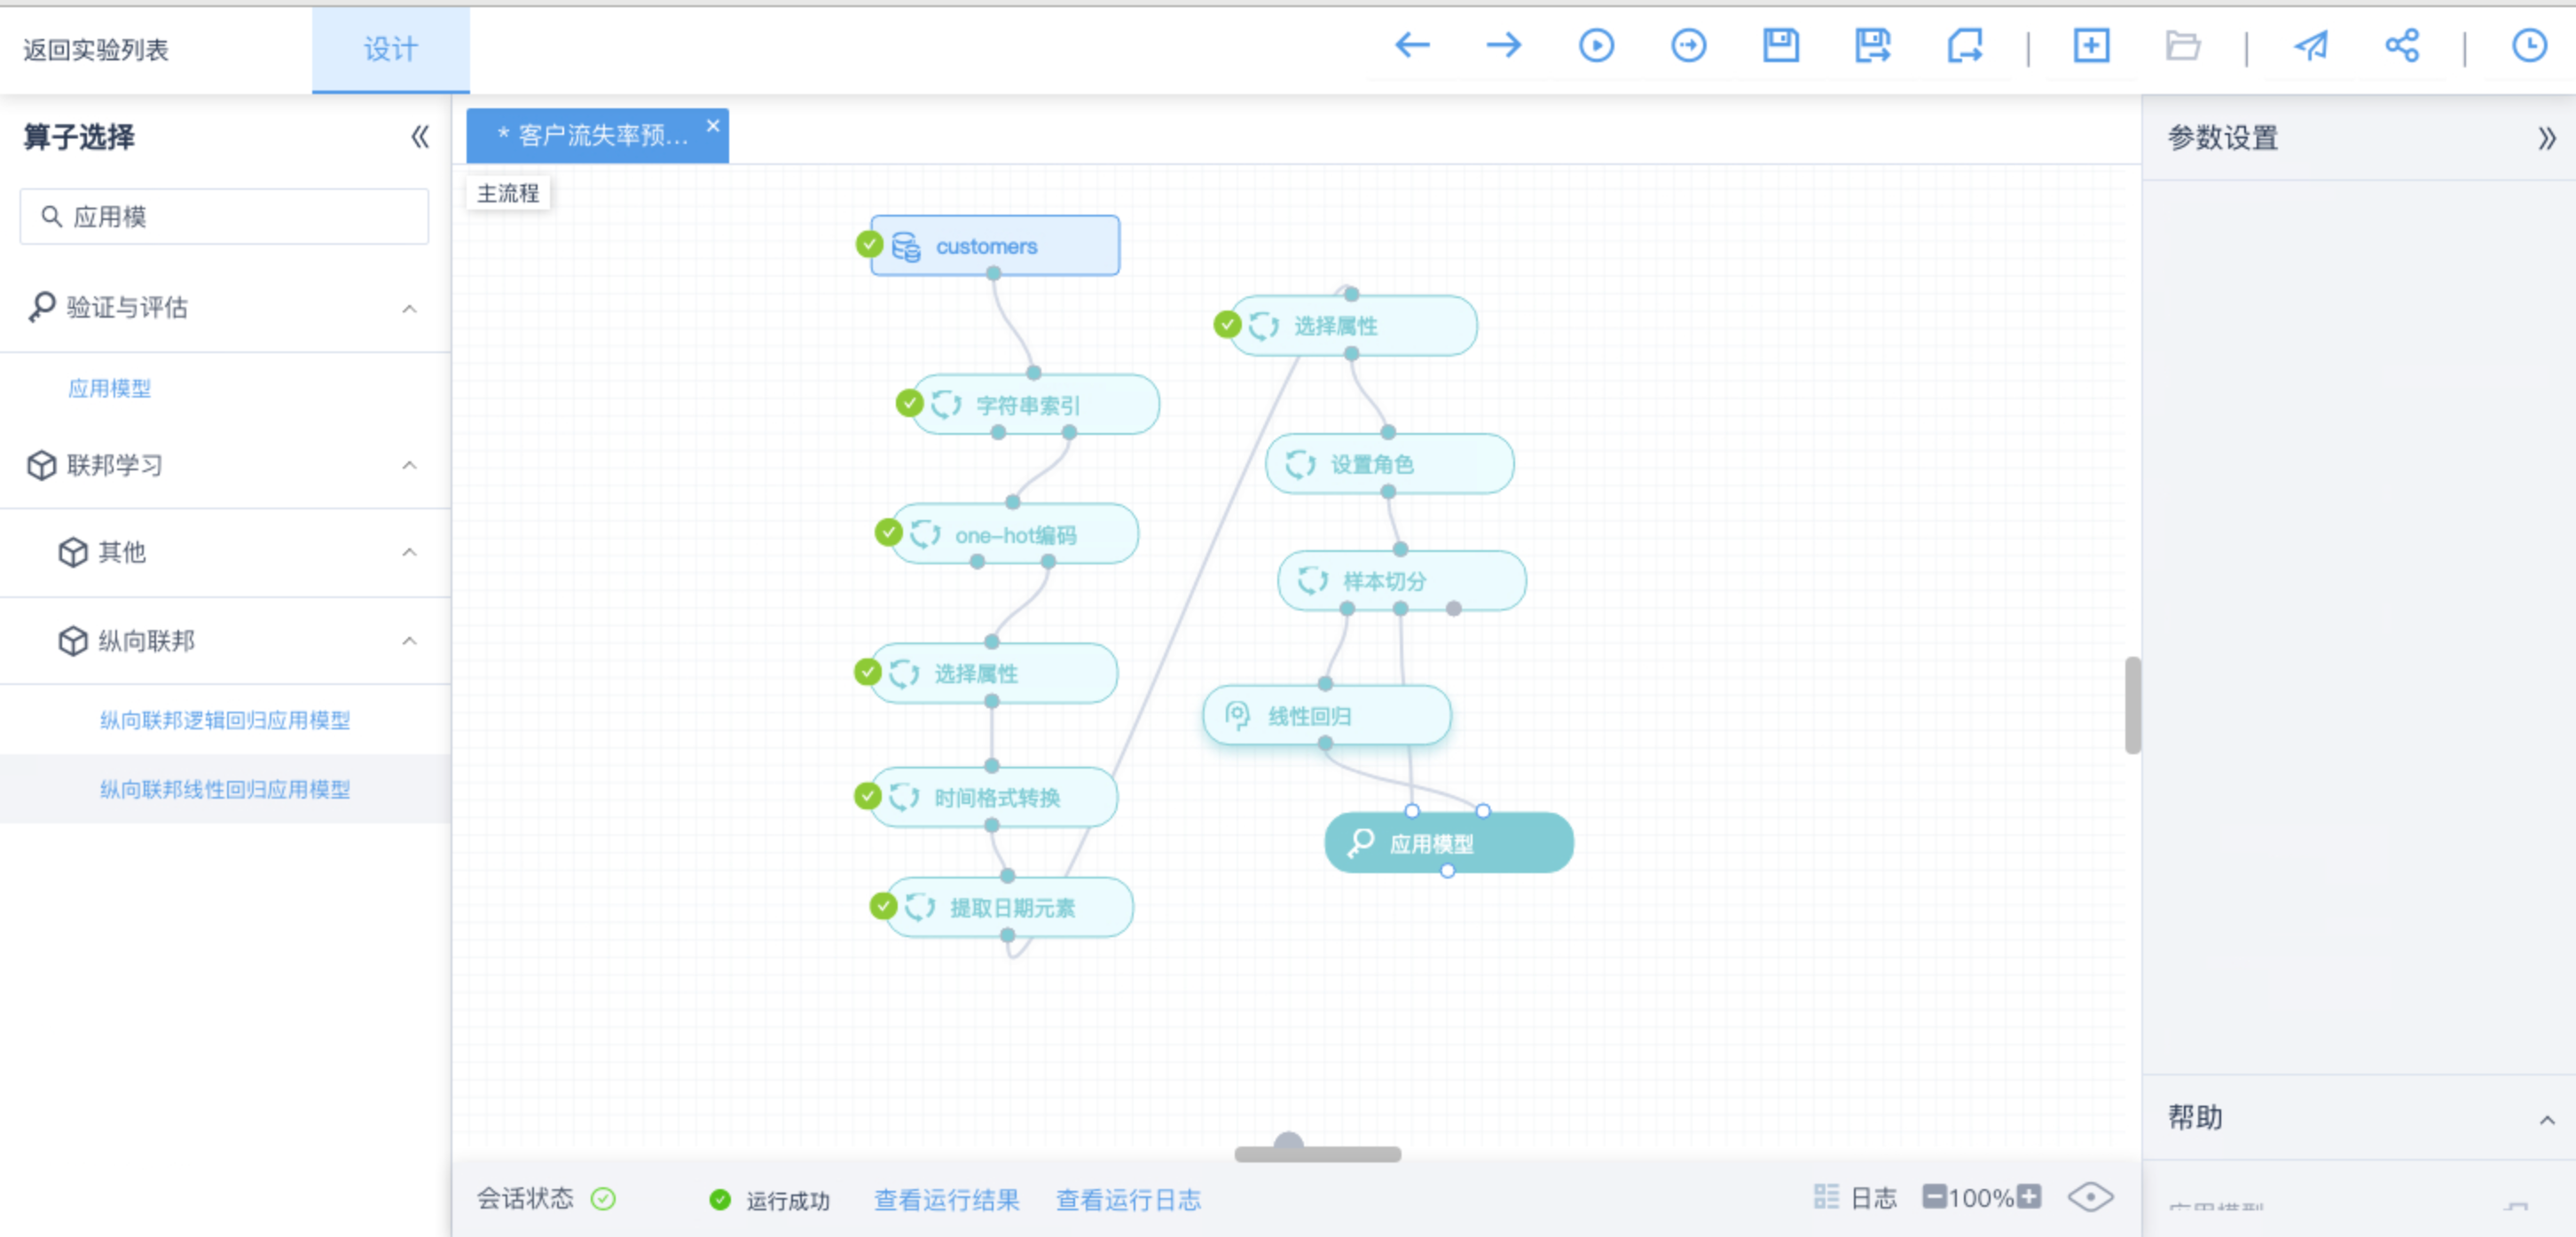 返回实验列表
设计
算子选择
* 客户流失率预...
参数设置
主流程
应用模
验证与评估
应用模型
联邦学习
其他
纵向联邦
纵向联邦逻辑回归应用模型
纵向联邦线性回归应用模型
customers
字符串索引
one-hot编码
选择属性
时间格式转换
提取日期元素
选择属性
设置角色
样本切分
线性回归
应用模型
帮助
会话状态
运行成功
查看运行结果
查看运行日志
日志
100%